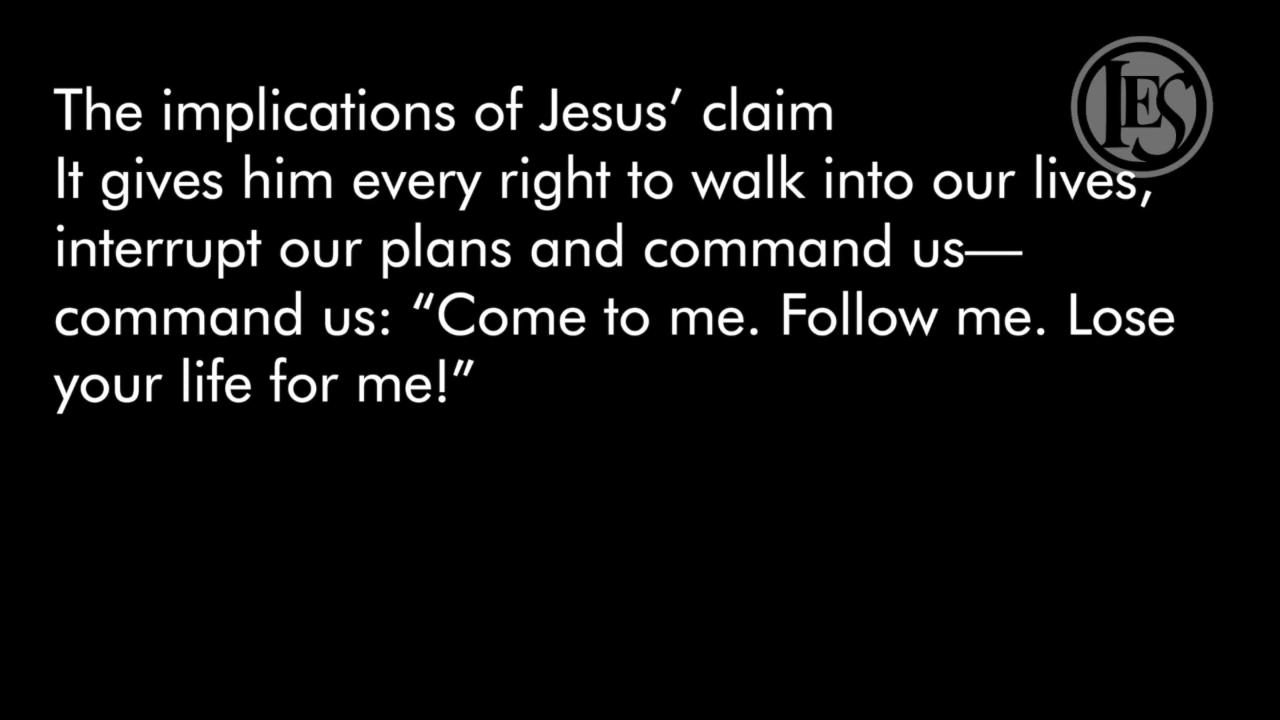 The implications of Jesus’ claim
It gives him every right to walk into our lives,
interrupt our plans and command us—
command us: “Come to me. Follow me. Lose
your life for me!”
IES